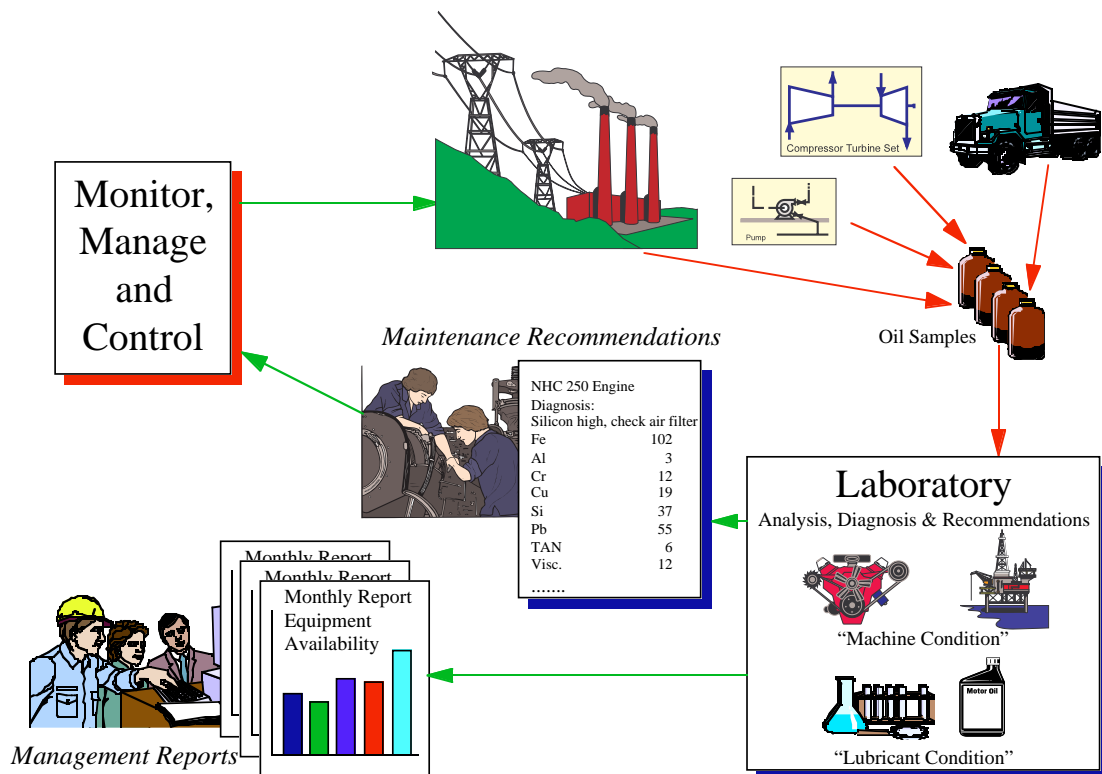 Compressor Turbine Set
Pump
Monitor,
Manage
and
Control
Oil Samples
Maintenance Recommendations
NHC 250 Engine
Diagnosis:
Silicon high, check air filter
Fe 102
Al 3
Cr 12
Cu 19
Si 37
Pb 55
TAN 6
Visc. 12
.......
Laboratory
Analysis, Diagnosis & Recommendations
“Machine Condition”
Motor Oil
“Lubricant Condition”
Monthly Report
Monthly Report
Monthly Report
Equipment
Availability
Management Reports